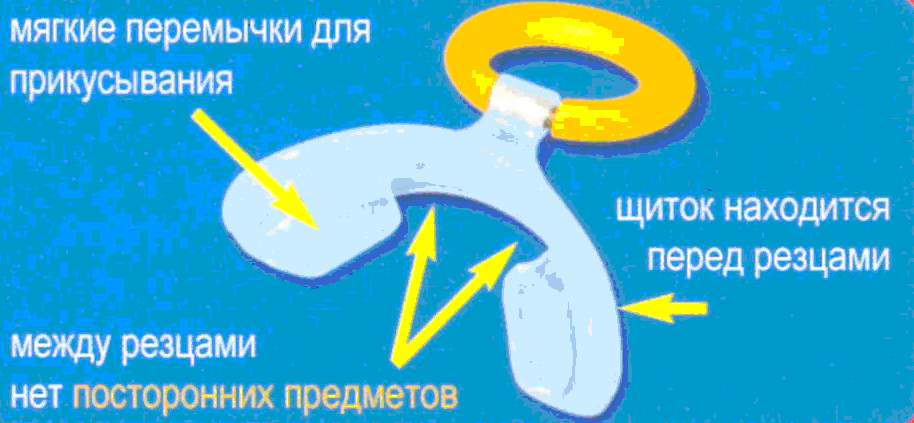 мягкие перемычки для
прикусывания
щиток находится
перед резцами
между резцами
нет посторонних предметов